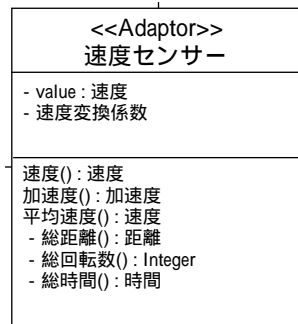 <<Adaptor>>
速度センサー
- value : 速度
- 速度変換係数
速度() : 速度
加速度() : 加速度
平均速度() : 速度
- 総距離() : 距離
- 総回転数() : Integer
- 総時間() : 時間